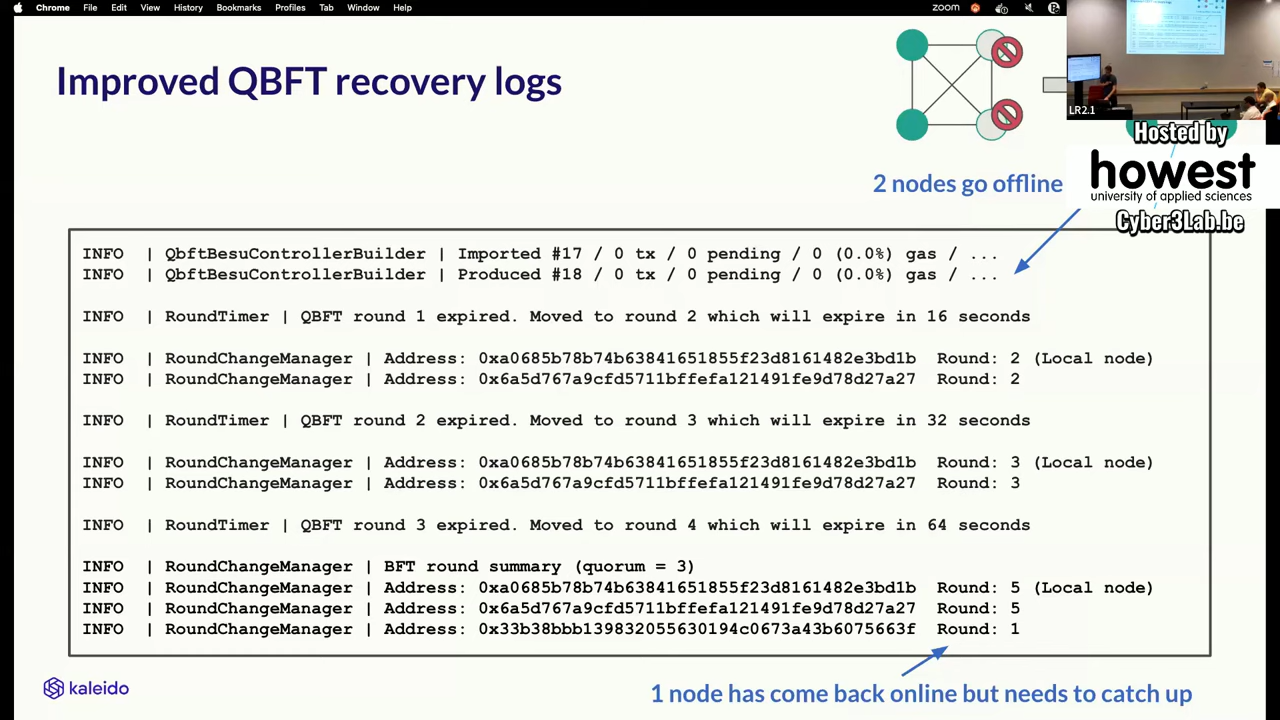 Chrome File Edit View History Bookmarks Profiles Tab Window Help
zoom
Improved QBFT recovery logs
LR2.1
Hosted by
howest
university of applied sciences
Cyber3Lab.be
2 nodes go offline
INFO | QbftBesuControllerBuilder | Imported #17 / 0 tx / 0 pending / 0 (0.0%) gas / ...
INFO | QbftBesuControllerBuilder | Produced #18 / 0 tx / 0 pending / 0 (0.0%) gas / ...
INFO | RoundTimer | QBFT round 1 expired. Moved to round 2 which will expire in 16 seconds
INFO | RoundChangeManager | Address: 0xa0685b78b74b63841651855f23d8161482e3bd1b Round: 2 (Local node)
INFO | RoundChangeManager | Address: 0x6a5d767a9cfd5711bffefa121491fe9d78d27a27 Round: 2
INFO | RoundTimer | QBFT round 2 expired. Moved to round 3 which will expire in 32 seconds
INFO | RoundChangeManager | Address: 0xa0685b78b74b63841651855f23d8161482e3bd1b Round: 3 (Local node)
INFO | RoundChangeManager | Address: 0x6a5d767a9cfd5711bffefa121491fe9d78d27a27 Round: 3
INFO | RoundTimer | QBFT round 3 expired. Moved to round 4 which will expire in 64 seconds
INFO | RoundChangeManager | BFT round summary (quorum = 3)
INFO | RoundChangeManager | Address: 0xa0685b78b74b63841651855f23d8161482e3bd1b Round: 5 (Local node)
INFO | RoundChangeManager | Address: 0x6a5d767a9cfd5711bffefa121491fe9d78d27a27 Round: 5
INFO | RoundChangeManager | Address: 0x33b38bbb139832055630194c0673a43b6075663f Round: 1
kaleido
1 node has come back online but needs to catch up